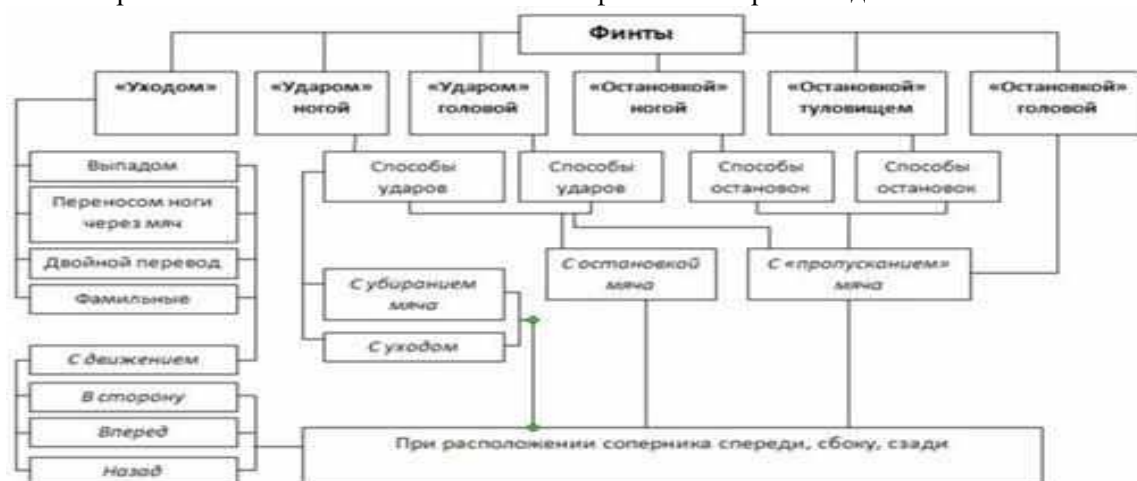 Финты
«Уходом»
«Ударом»
ногой
«Ударом»
головой
«Остановкой»
ногой
«Остановкой»
туловищем
«Остановкой»
головой
Выпадом
Переносом ноги
через мяч
Двойной перевод
Фамильные
Способы
ударов
Способы
ударов
Способы
остановок
Способы
остановок
С остановкой
мяча
С «пропусканием»
мяча
С убиранием
мяча
С уходом
С движением
В сторону
Вперед
Назад
При расположении соперника спереди, сбоку, сзади